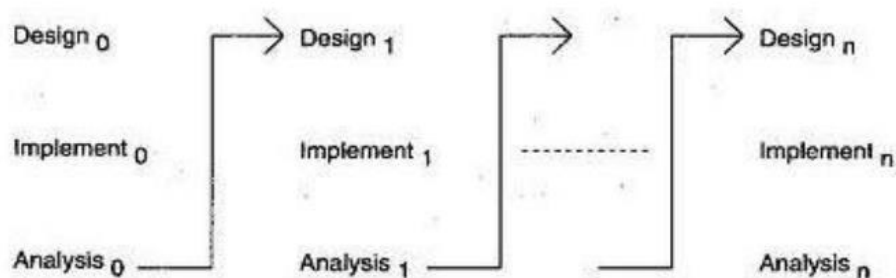 Design 0 Design 1 Design n
Implement 0 Implement 1 Implement n
Analysis 0 Analysis 1 Analysis n